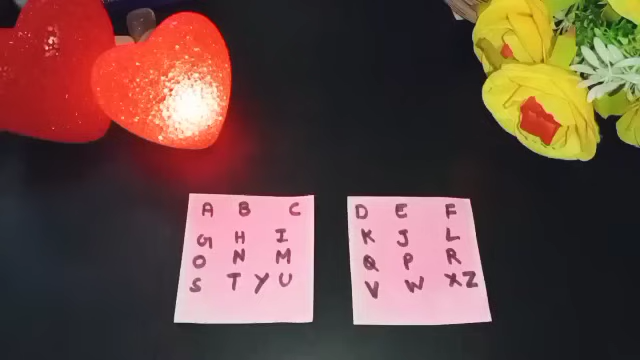 A B C
G H I
O N M
S T Y U
D E F
K J L
Q P R
V W X Z